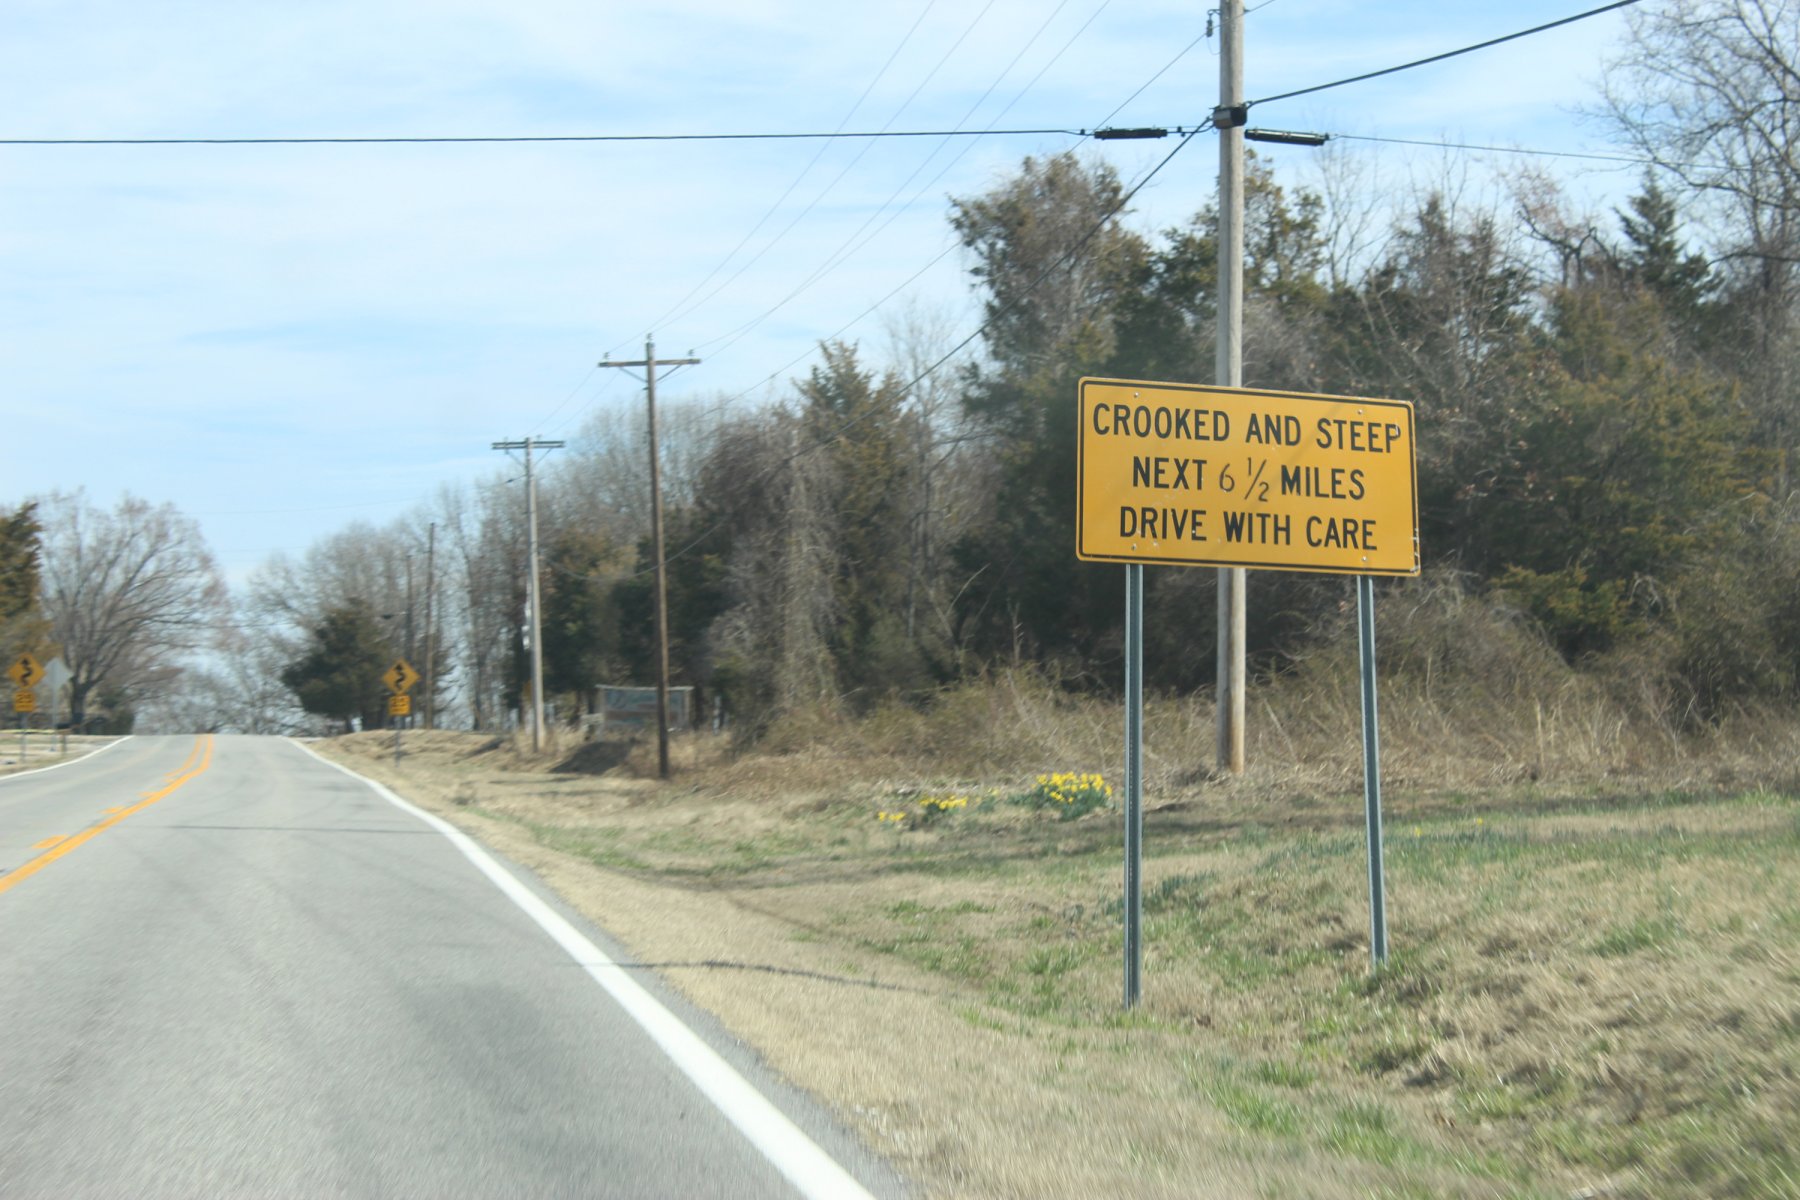 CROOKED AND STEEP
NEXT 6 1/2 MILES
DRIVE WITH CARE